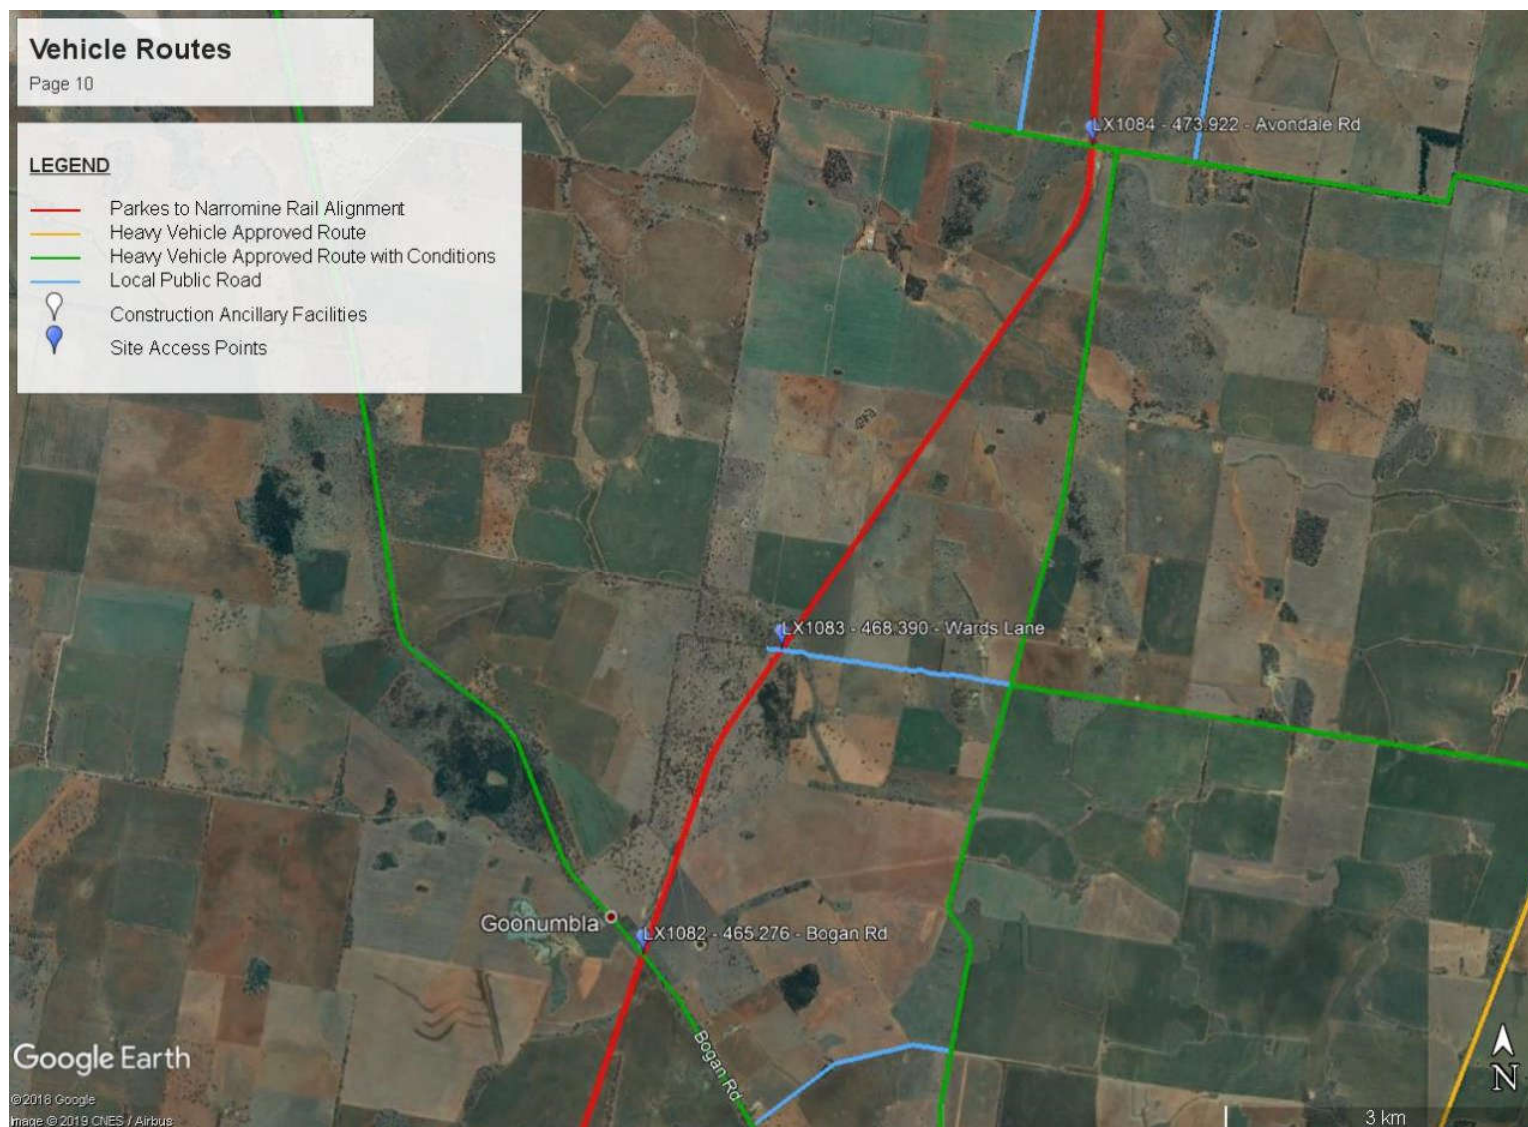 Vehicle Routes
Page 10
LEGEND
Parkes to Narromine Rail Alignment
Heavy Vehicle Approved Route
Heavy Vehicle Approved Route with Conditions
Local Public Road
Construction Ancillary Facilities
Site Access Points
LX1084 - 473.922 - Avondale Rd
LX1083 - 468.390 - Wards Lane
Goonumbla
LX1082 - 465.276 - Bogan Rd
Bogan Rd
Google Earth
©2018 Google
Image © 2019 CNES / Airbus
N
3 km